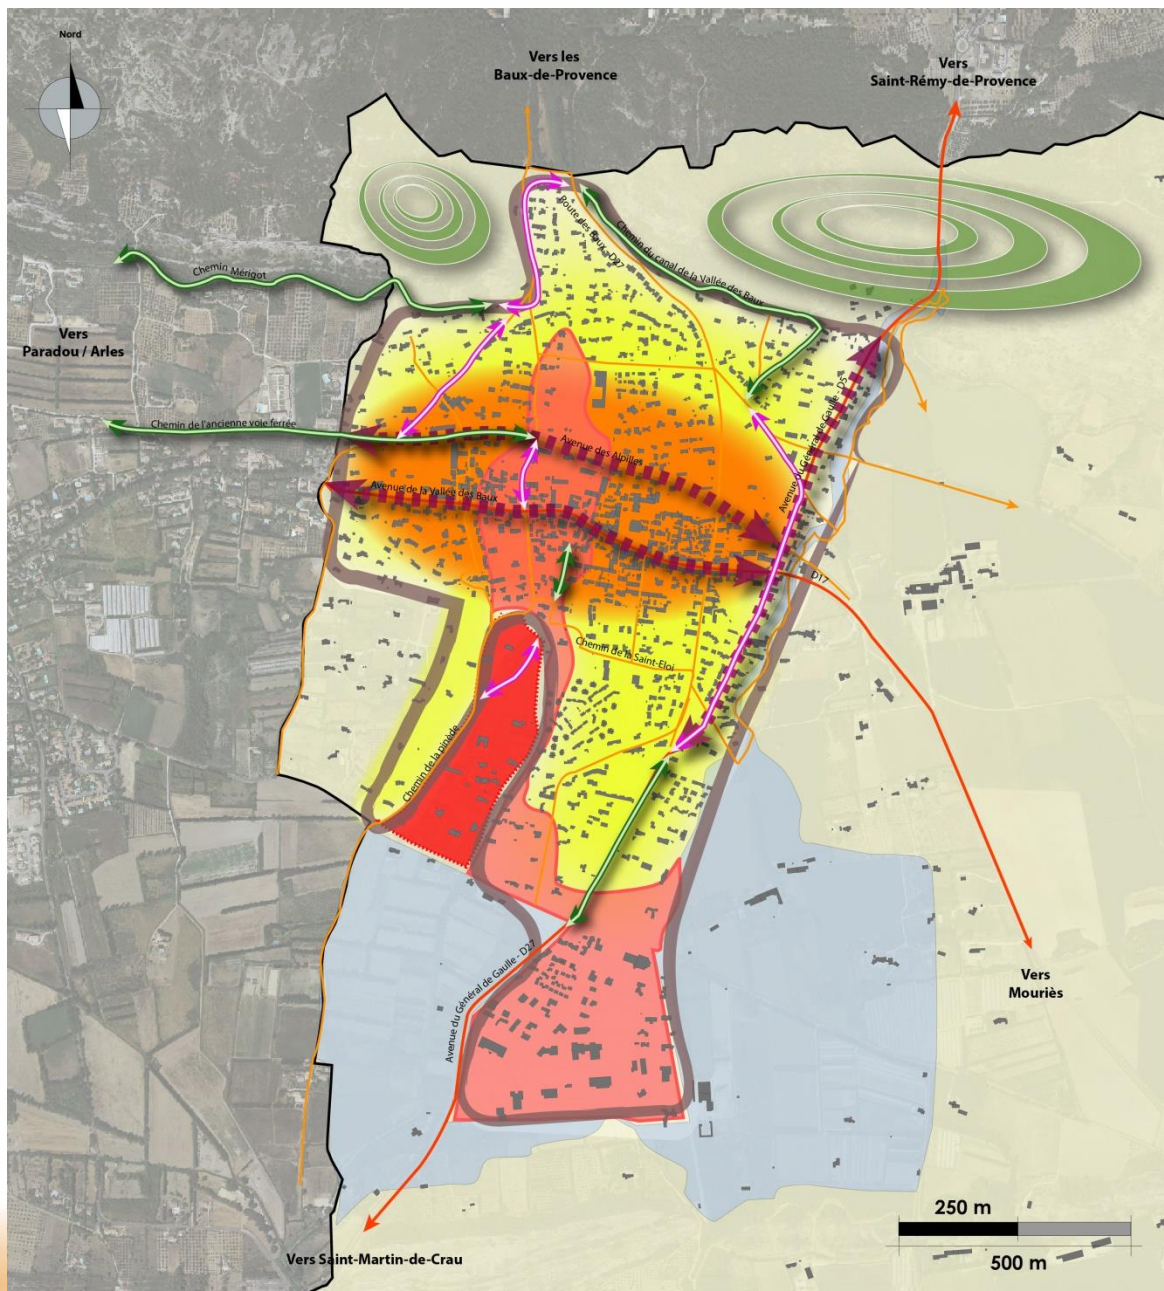 Nord
Vers les
Baux-de-Provence
Vers
Saint-Rémy-de-Provence
Route des Baux - D27
Chemin du canal de la Vallée des Baux
Chemin Mérigot
Vers
Paradou / Arles
Chemin de l'ancienne voie ferrée
Avenue des Alpilles
Avenue du Général de Gaulle - D5
Avenue de la Vallée des Baux
D17
Chemin de la Saint-Eloi
Chemin de la pinède
Avenue du Général de Gaulle - D27
Vers
Mouriès
Vers Saint-Martin-de-Crau
250 m
500 m